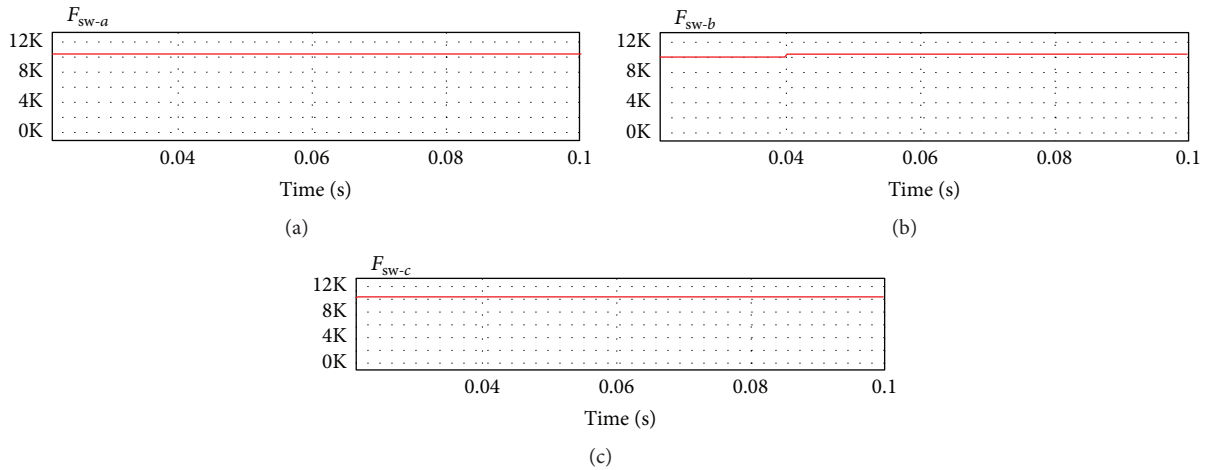 F_sw-a
12K
8K
4K
0K
0.04 0.06 0.08 0.1
Time (s)
(a)
F_sw-b
12K
8K
4K
0K
0.04 0.06 0.08 0.1
Time (s)
(b)
F_sw-c
12K
8K
4K
0K
0.04 0.06 0.08 0.1
Time (s)
(c)